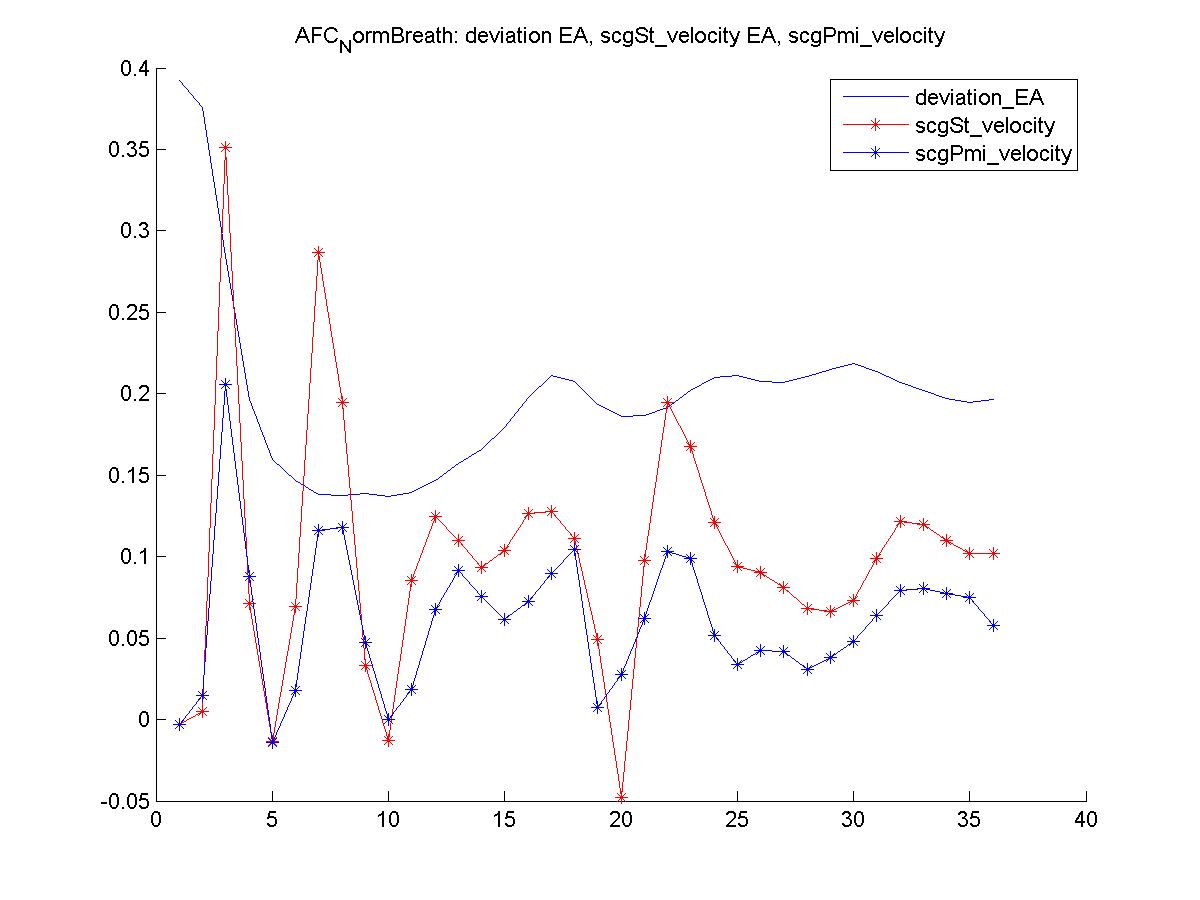 AFC_NormBreath: deviation EA, scgSt_velocity EA, scgPmi_velocity
deviation_EA
scgSt_velocity
scgPmi_velocity
0.4
0.35
0.3
0.25
0.2
0.15
0.1
0.05
0
-0.05
0 5 10 15 20 25 30 35 40